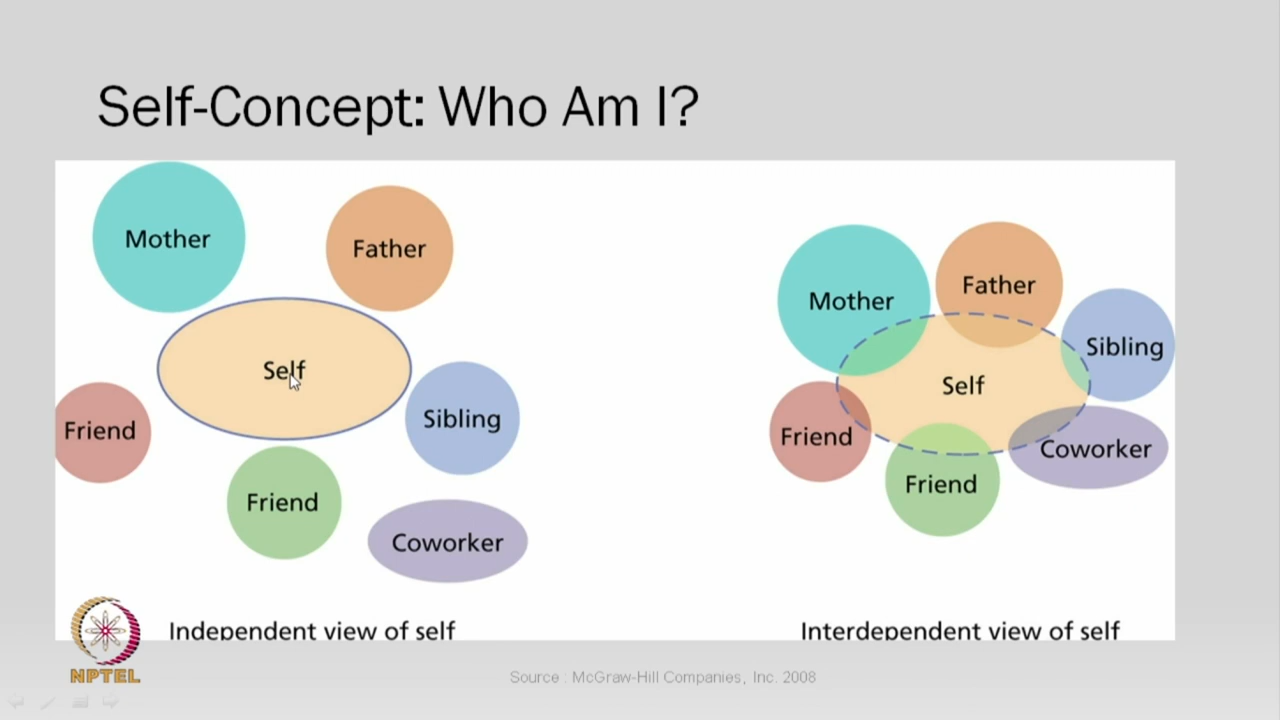 Self-Concept: Who Am I?
Mother
Father
Self
Sibling
Friend
Friend
Coworker
Independent view of self
Mother
Father
Sibling
Self
Friend
Coworker
Friend
Interdependent view of self
NPTEL
Source : McGraw-Hill Companies, Inc. 2008